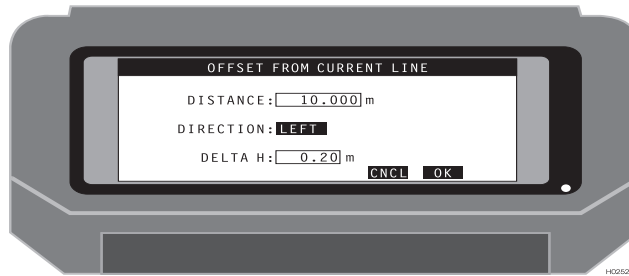 OFFSET FROM CURRENT LINE
DISTANCE: 10.000 m
DIRECTION: LEFT
DELTA H: 0.20 m
CNCL OK
H0252